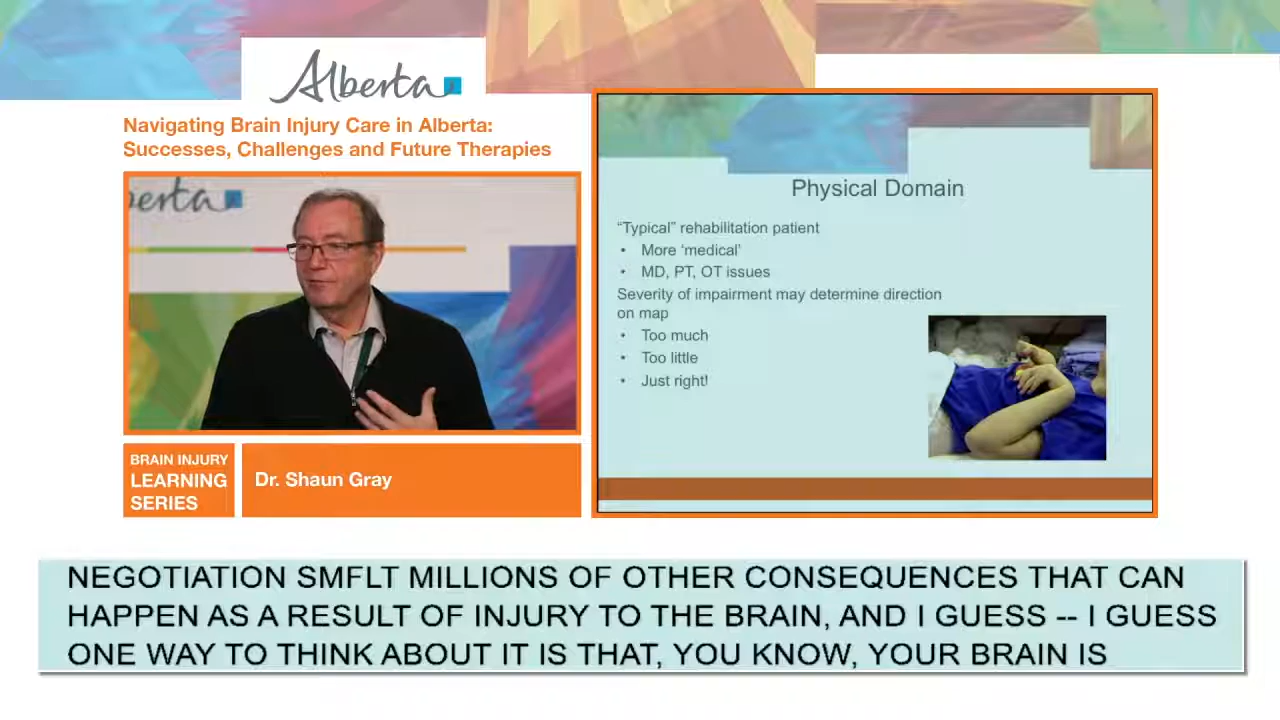 Alberta
Navigating Brain Injury Care in Alberta:
Successes, Challenges and Future Therapies
berta
BRAIN INJURY
LEARNING
SERIES
Dr. Shaun Gray
Physical Domain
“Typical” rehabilitation patient
• More ‘medical’
• MD, PT, OT issues
Severity of impairment may determine direction
on map
• Too much
• Too little
• Just right!
NEGOTIATION SMFLT MILLIONS OF OTHER CONSEQUENCES THAT CAN
HAPPEN AS A RESULT OF INJURY TO THE BRAIN, AND I GUESS -- I GUESS
ONE WAY TO THINK ABOUT IT IS THAT, YOU KNOW, YOUR BRAIN IS